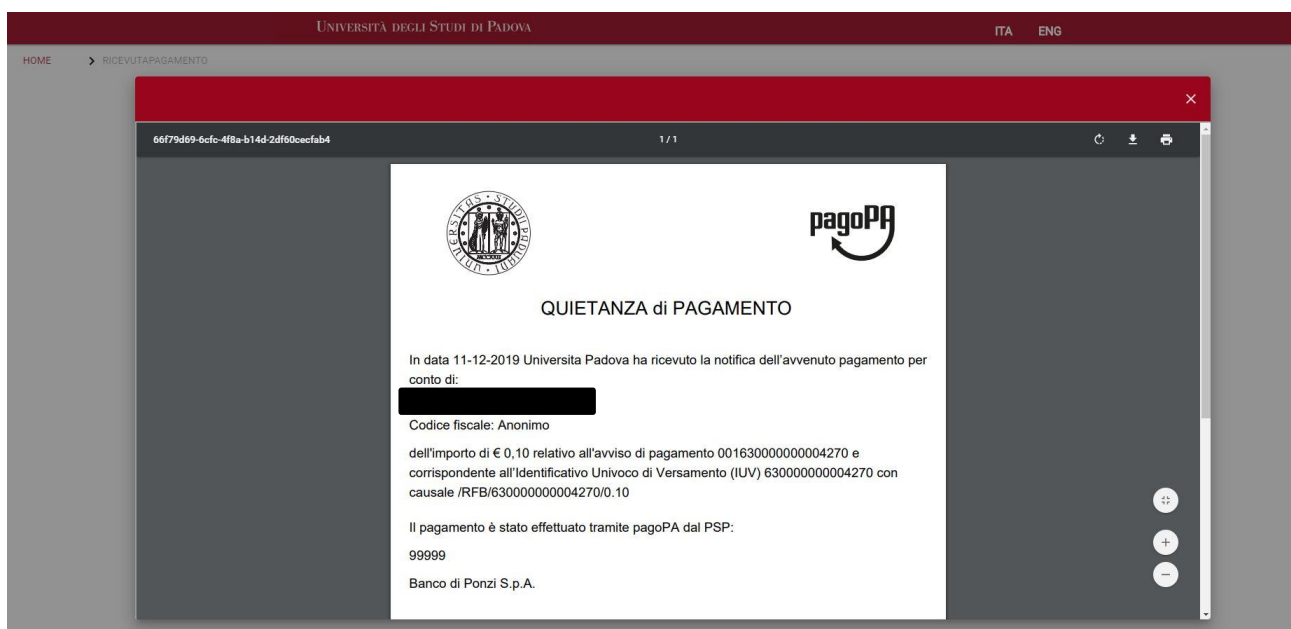 UNIVERSITÀ DEGLI STUDI DI PADOVA
ITA ENG
HOME > RICEVUTAPAGAMENTO
×
66f79d69-6cfc-4f8a-b14d-2df60cecfab4 1 / 1
UNIVERSITAS STUDII PADUANI
MCCXXII
pagoPA
QUIETANZA di PAGAMENTO
In data 11-12-2019 Universita Padova ha ricevuto la notifica dell'avvenuto pagamento per
conto di:
Codice fiscale: Anonimo
dell'importo di € 0,10 relativo all'avviso di pagamento 001630000000004270 e
corrispondente all'Identificativo Univoco di Versamento (IUV) 630000000004270 con
causale /RFB/630000000004270/0.10
Il pagamento è stato effettuato tramite pagoPA dal PSP:
99999
Banco di Ponzi S.p.A.